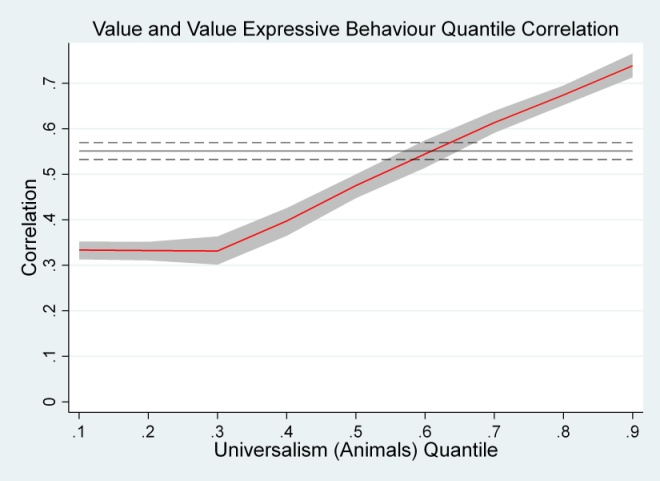 Value and Value Expressive Behaviour Quantile Correlation
Correlation
.7
.6
.5
.4
.3
.2
.1
0
.1 .2 .3 .4 .5 .6 .7 .8 .9
Universalism (Animals) Quantile